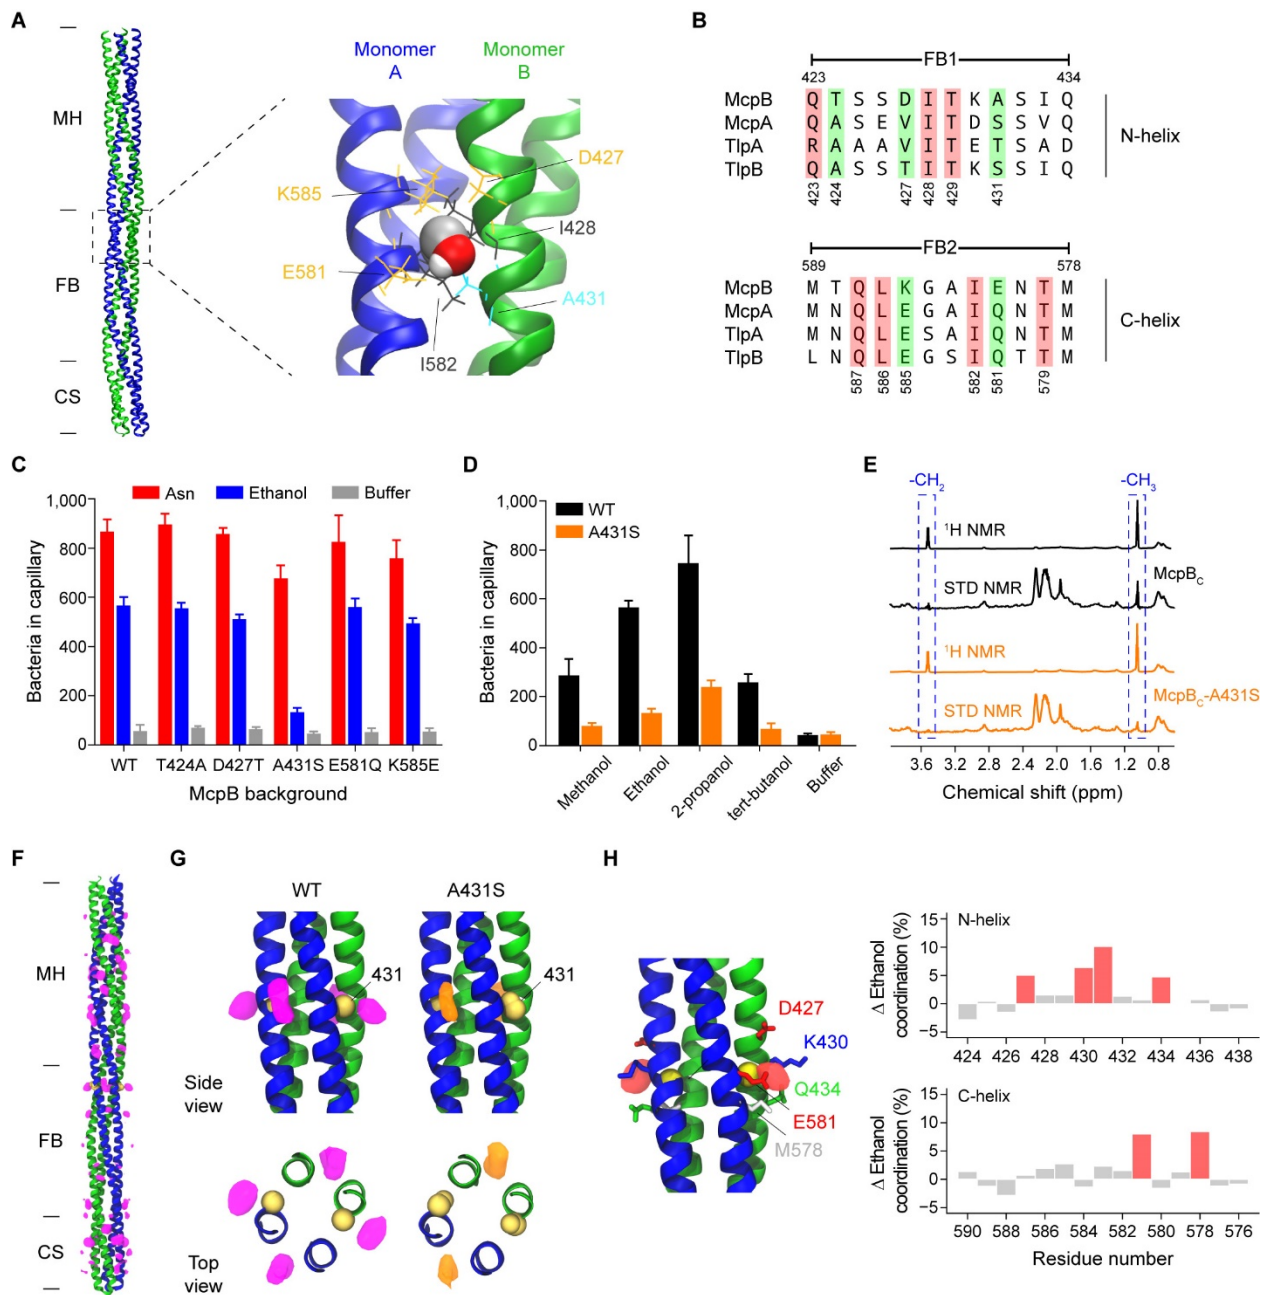 A
MH
FB
CS
Monomer A
Monomer B
K585
D427
I428
E581
A431
I582
B
FB1
423 434
McpB Q T S S D I T K A S I Q
McpA Q A S E V I T D S S V Q
TlpA R A A A V I T E T S A D
TlpB Q A S S T I T K S S I Q
423 424 427 428 429 431
N-helix
FB2
589 578
McpB M T Q L K G A I E N T M
McpA M N Q L E G A I Q N T M
TlpA M N Q L E S A I Q N T M
TlpB L N Q L E G S I Q T T M
587 586 585 582 581 579
C-helix
C
Asn Ethanol Buffer
Bacteria in capillary
1,000
800
600
400
200
0
WT T424A D427T A431S E581Q K585E
McpB background
D
WT
A431S
Bacteria in capillary
1,000
800
600
400
200
0
Methanol Ethanol 2-propanol tert-butanol Buffer
E
-CH2 -CH3
1H NMR
STD NMR McpBC
1H NMR
STD NMR McpBC-A431S
3.6 3.2 2.8 2.4 2.0 1.6 1.2 0.8
Chemical shift (ppm)
F
MH
FB
CS
G
WT A431S
431 431
Side view
Top view
H
D427
K430
Q434
E581
M578
N-helix
Δ Ethanol coordination (%)
15
10
5
0
−5
424 426 428 430 432 434 436 438
C-helix
Δ Ethanol coordination (%)
15
10
5
0
−5
590 588 586 584 582 580 578 576
Residue number